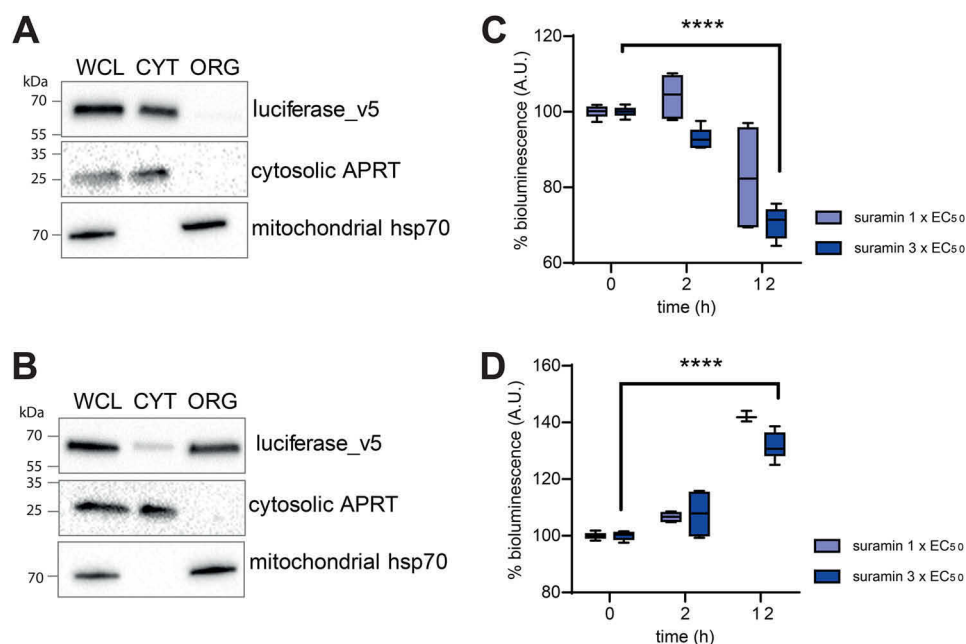 A
WCL CYT ORG
kDa
70
luciferase_v5
55
35
cytosolic APRT
25
mitochondrial hsp70
70
C
****
120
100
80
60
% bioluminescence (A.U.)
0 2 12
time (h)
suramin 1 x EC50
suramin 3 x EC50
B
WCL CYT ORG
kDa
70
luciferase_v5
55
35
cytosolic APRT
25
mitochondrial hsp70
70
D
****
160
140
120
100
80
% bioluminescence (A.U.)
0 2 12
time (h)
suramin 1 x EC50
suramin 3 x EC50